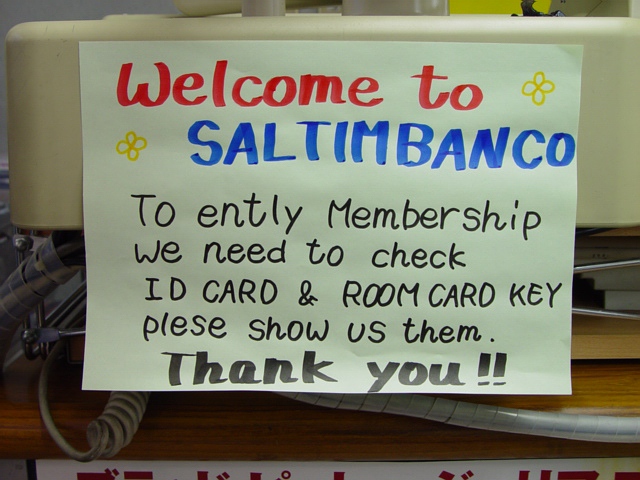 Welcome to
SALTIMBANCO
To ently Membership
we need to check
ID CARD & ROOM CARD KEY
plese show us them.
Thank you!!